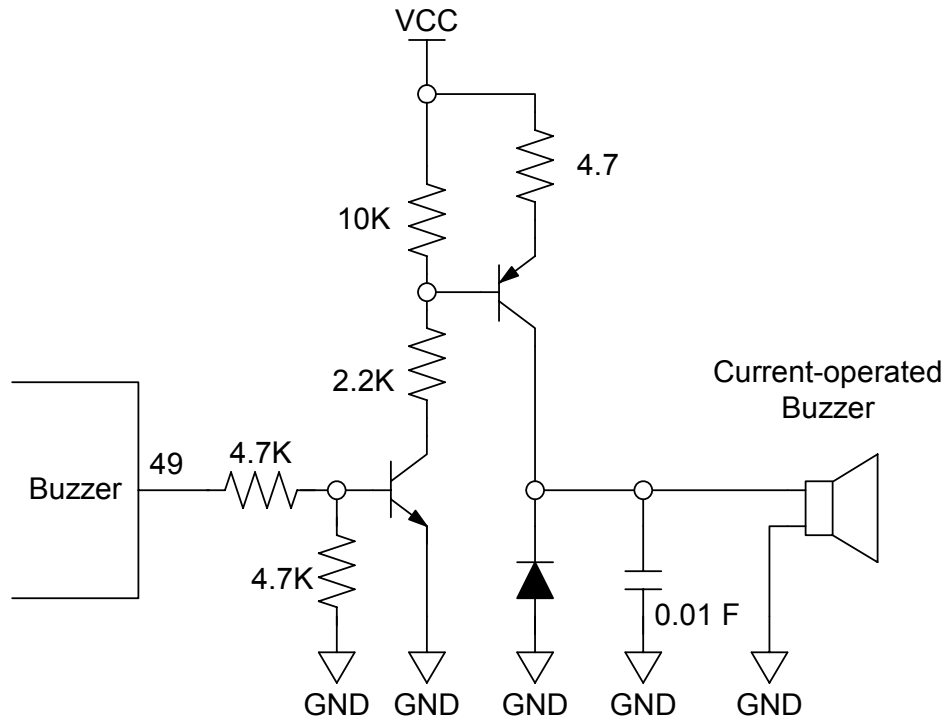 VCC
4.7
10K
2.2K
Current-operated
Buzzer
49
4.7K
Buzzer
4.7K
0.01 F
GND
GND
GND
GND
GND